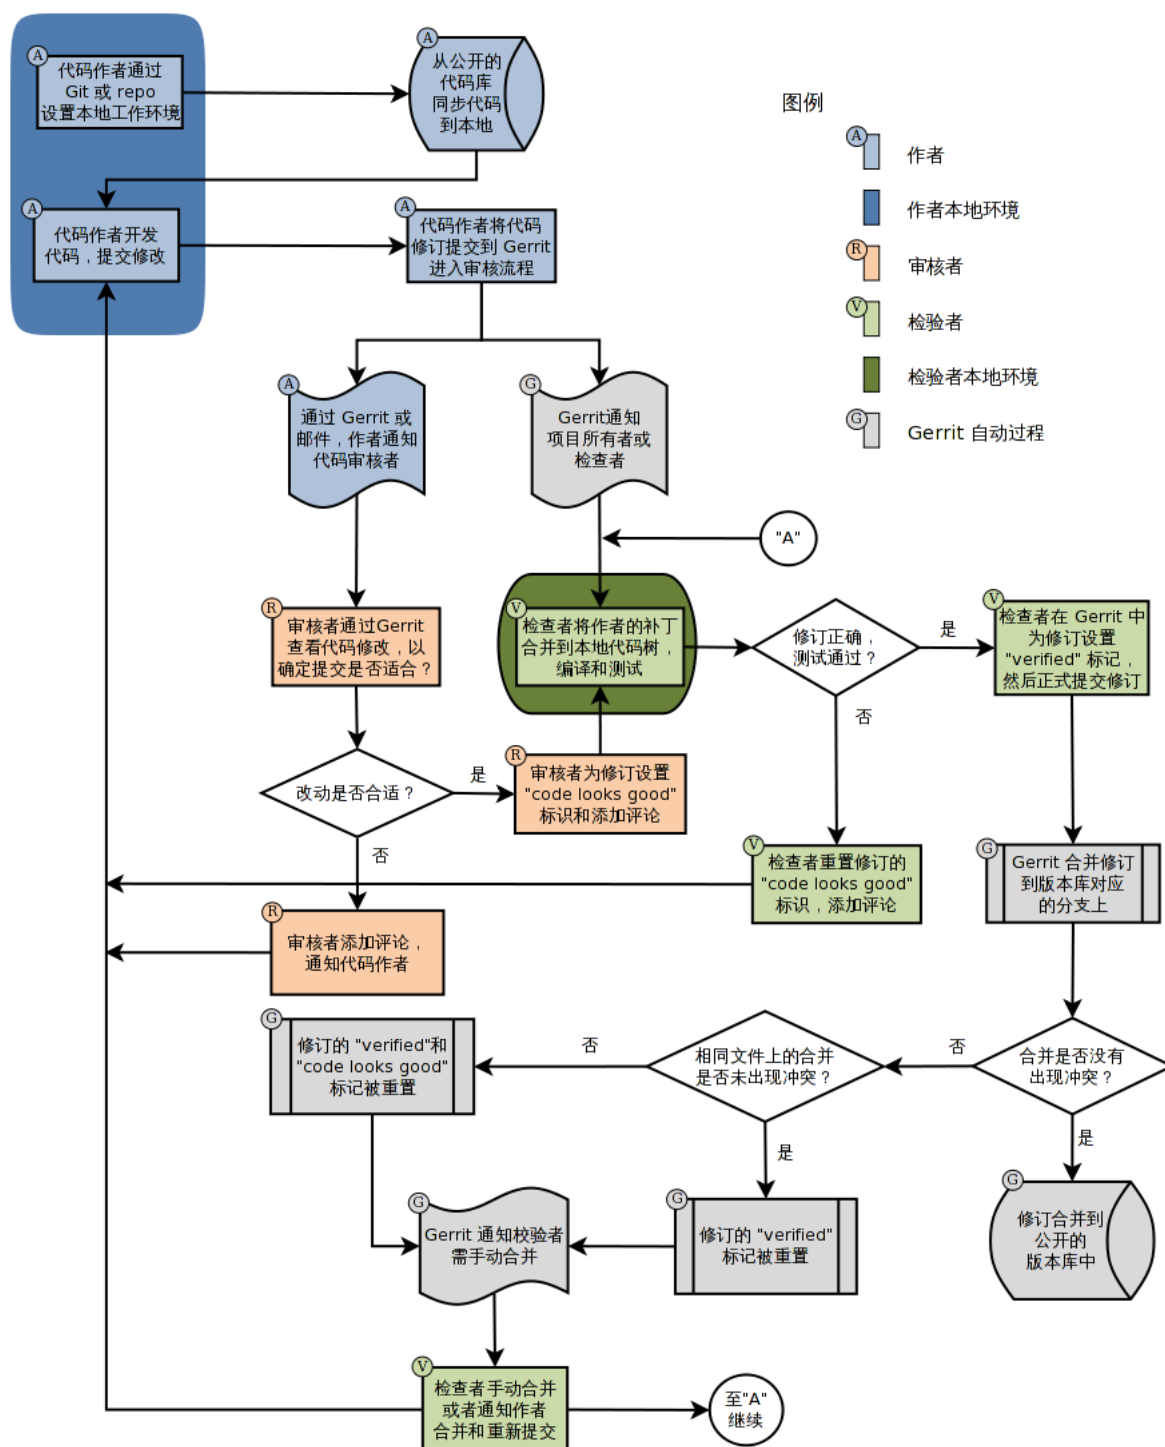 A
代码作者通过
Git 或 repo
设置本地工作环境
A
从公开的
代码库
同步代码
到本地
图例
A
作者
作者本地环境
R
审核者
V
检验者
检验者本地环境
G
Gerrit 自动过程
A
代码作者开发
代码，提交修改
A
代码作者将代码
修订提交到 Gerrit
进入审核流程
A
通过 Gerrit 或
邮件，作者通知
代码审核者
G
Gerrit通知
项目所有者或
检查者
"A"
R
审核者通过Gerrit
查看代码修改，以
确定提交是否适合？
V
检查者将作者的补丁
合并到本地代码树，
编译和测试
修订正确，
测试通过？
是
V
检查者在 Gerrit 中
为修订设置
"verified" 标记，
然后正式提交修订
否
改动是否合适？
是
R
审核者为修订设置
"code looks good"
标识和添加评论
否
V
检查者重置修订的
"code looks good"
标识，添加评论
G
Gerrit 合并修订
到版本库对应
的分支上
R
审核者添加评论，
通知代码作者
G
修订的 "verified"和
"code looks good"
标记被重置
否
相同文件上的合并
是否未出现冲突？
否
合并是否没有
出现冲突？
是
是
G
Gerrit 通知校验者
需手动合并
G
修订的 "verified"
标记被重置
G
修订合并到
公开的
版本库中
V
检查者手动合并
或者通知作者
合并和重新提交
至"A"
继续